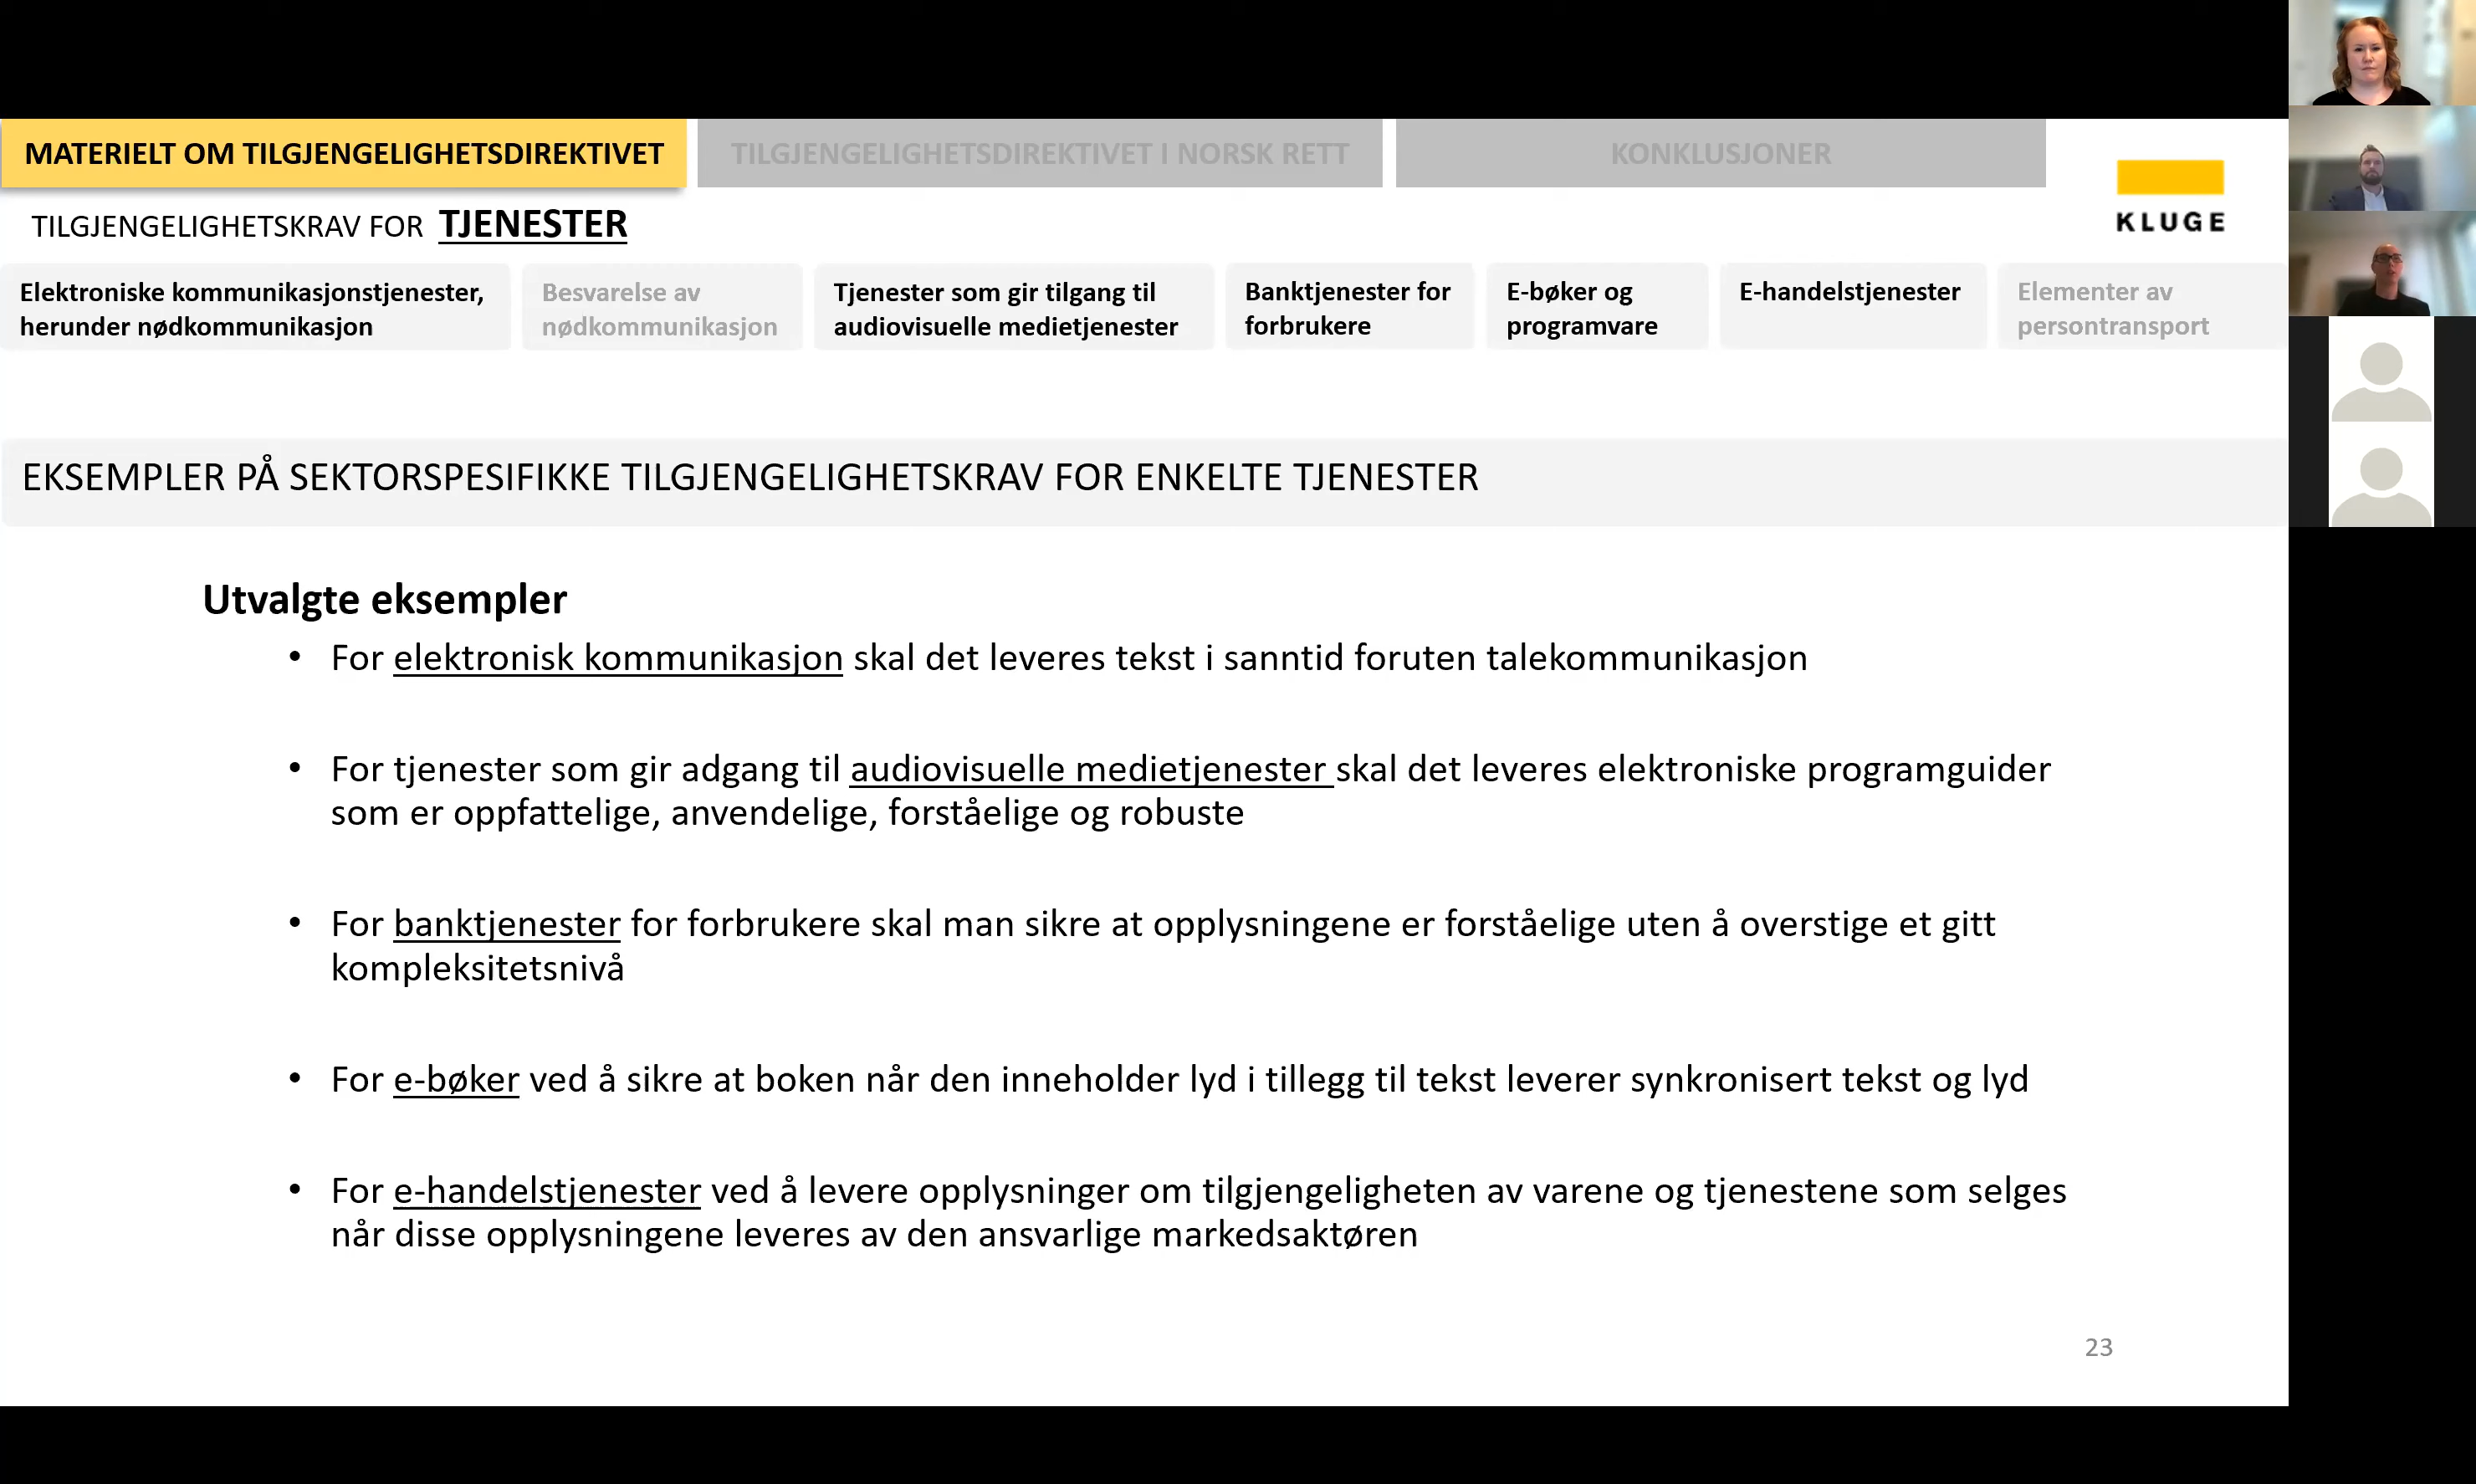 MATERIELT OM TILGJENGELIGHETSDIREKTIVET
TILGJENGELIGHETSDIREKTIVET I NORSK RETT
KONKLUSJONER
KLUGE
TILGJENGELIGHETSKRAV FOR TJENESTER
Elektroniske kommunikasjonstjenester,
herunder nødkommunikasjon
Besvarelse av
nødkommunikasjon
Tjenester som gir tilgang til
audiovisuelle medietjenester
Banktjenester for
forbrukere
E-bøker og
programvare
E-handelstjenester
Elementer av
persontransport
EKSEMPLER PÅ SEKTORSPESIFIKKE TILGJENGELIGHETSKRAV FOR ENKELTE TJENESTER
Utvalgte eksempler
• For elektronisk kommunikasjon skal det leveres tekst i sanntid foruten talekommunikasjon
• For tjenester som gir adgang til audiovisuelle medietjenester skal det leveres elektroniske programguider
som er oppfattelige, anvendelige, forståelige og robuste
• For banktjenester for forbrukere skal man sikre at opplysningene er forståelige uten å overstige et gitt
kompleksitetsnivå
• For e-bøker ved å sikre at boken når den inneholder lyd i tillegg til tekst leverer synkronisert tekst og lyd
• For e-handelstjenester ved å levere opplysninger om tilgjengeligheten av varene og tjenestene som selges
når disse opplysningene leveres av den ansvarlige markedsaktøren
23